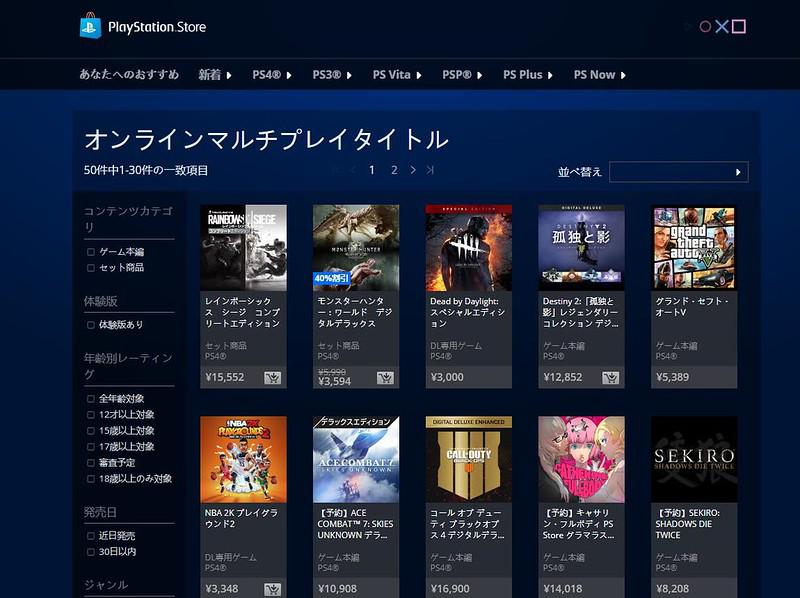 PlayStation Store
あなたへのおすすめ 新着 PS4® PS3® PS Vita PSP® PS Plus PS Now
オンラインマルチプレイタイトル
50件中1-30件の一致項目
1 2
並べ替え
コンテンツカテゴ
リ
ゲーム本編
セット商品
体験版
体験版あり
年齢別レーティン
グ
全年齢対象
12才以上対象
15歳以上対象
17歳以上対象
審査予定
18歳以上のみ対象
発売日
近日発売
30日以内
ジャンル
RAINBOW SIX SIEGE
コンプリートエディション
レインボーシック
ス シージ コンプ
リートエディション
セット商品
PS4®
¥15,552
MONSTER HUNTER
40%割引
モンスターハンタ
ー：ワールド デジ
タルデラックス
セット商品
PS4®
¥5,990
¥3,594
SPECIAL EDITION
Dead by Daylight:
スペシャルエディシ
ョン
DL専用ゲーム
PS4®
¥3,000
DIGITAL DELUXE
DESTINY 2
孤独と影
Destiny 2:「孤独と
影」レジェンダリー
コレクション デジ...
ゲーム本編
PS4®
¥12,852
grand
theft
auto V
グランド・セフト・
オートV
ゲーム本編
PS4®
¥5,389
NBA2K
PLAYGROUNDS
2
NBA 2K プレイグラ
ウンド2
DL専用ゲーム
PS4®
¥3,348
デラックスエディション
ACE COMBAT 7
SKIES UNKNOWN
【予約】ACE
COMBAT™ 7: SKIES
UNKNOWN デラ...
ゲーム本編
PS4®
¥10,908
DIGITAL DELUXE ENHANCED
CALL OF DUTY
BLACK OPS
コール オブ デュー
ティ ブラックオプ
ス 4 デジタルデラ...
ゲーム本編
PS4®
¥16,900
CATHERINE
FULL BODY
【予約】キャサリ
ン・フルボディ PS
Store グラマラス...
ゲーム本編
PS4®
¥14,018
SEKIRO
SHADOWS DIE TWICE
【予約】SEKIRO:
SHADOWS DIE
TWICE
ゲーム本編
PS4®
¥8,208